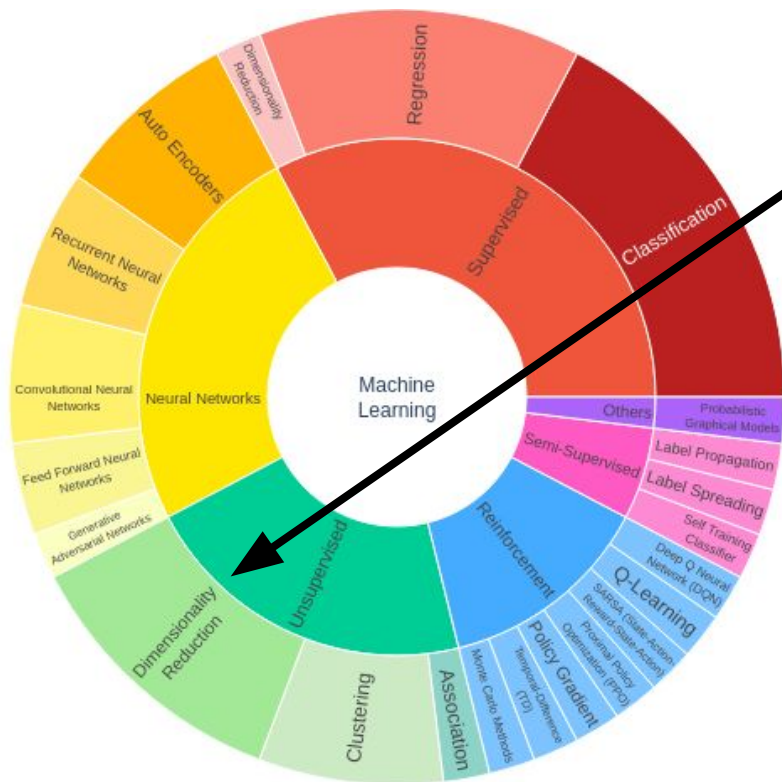 Machine
Learning
Supervised
Classification
Regression
Dimensionality
Reduction
Neural Networks
Auto Encoders
Recurrent Neural
Networks
Convolutional Neural
Networks
Feed Forward Neural
Networks
Generative
Adversarial Networks
Unsupervised
Dimensionality
Reduction
Clustering
Association
Reinforcement
Monte Carlo Methods
Temporal-Difference
(TD)
Policy Gradient
Proximal Policy
Optimization (PPO)
SARSA (State-Action-
Reward-State-Action)
Q-Learning
Deep Q Neural
Network (DQN)
Semi-Supervised
Self Training
Classifier
Label Spreading
Label Propagation
Others
Probabilistic
Graphical Models